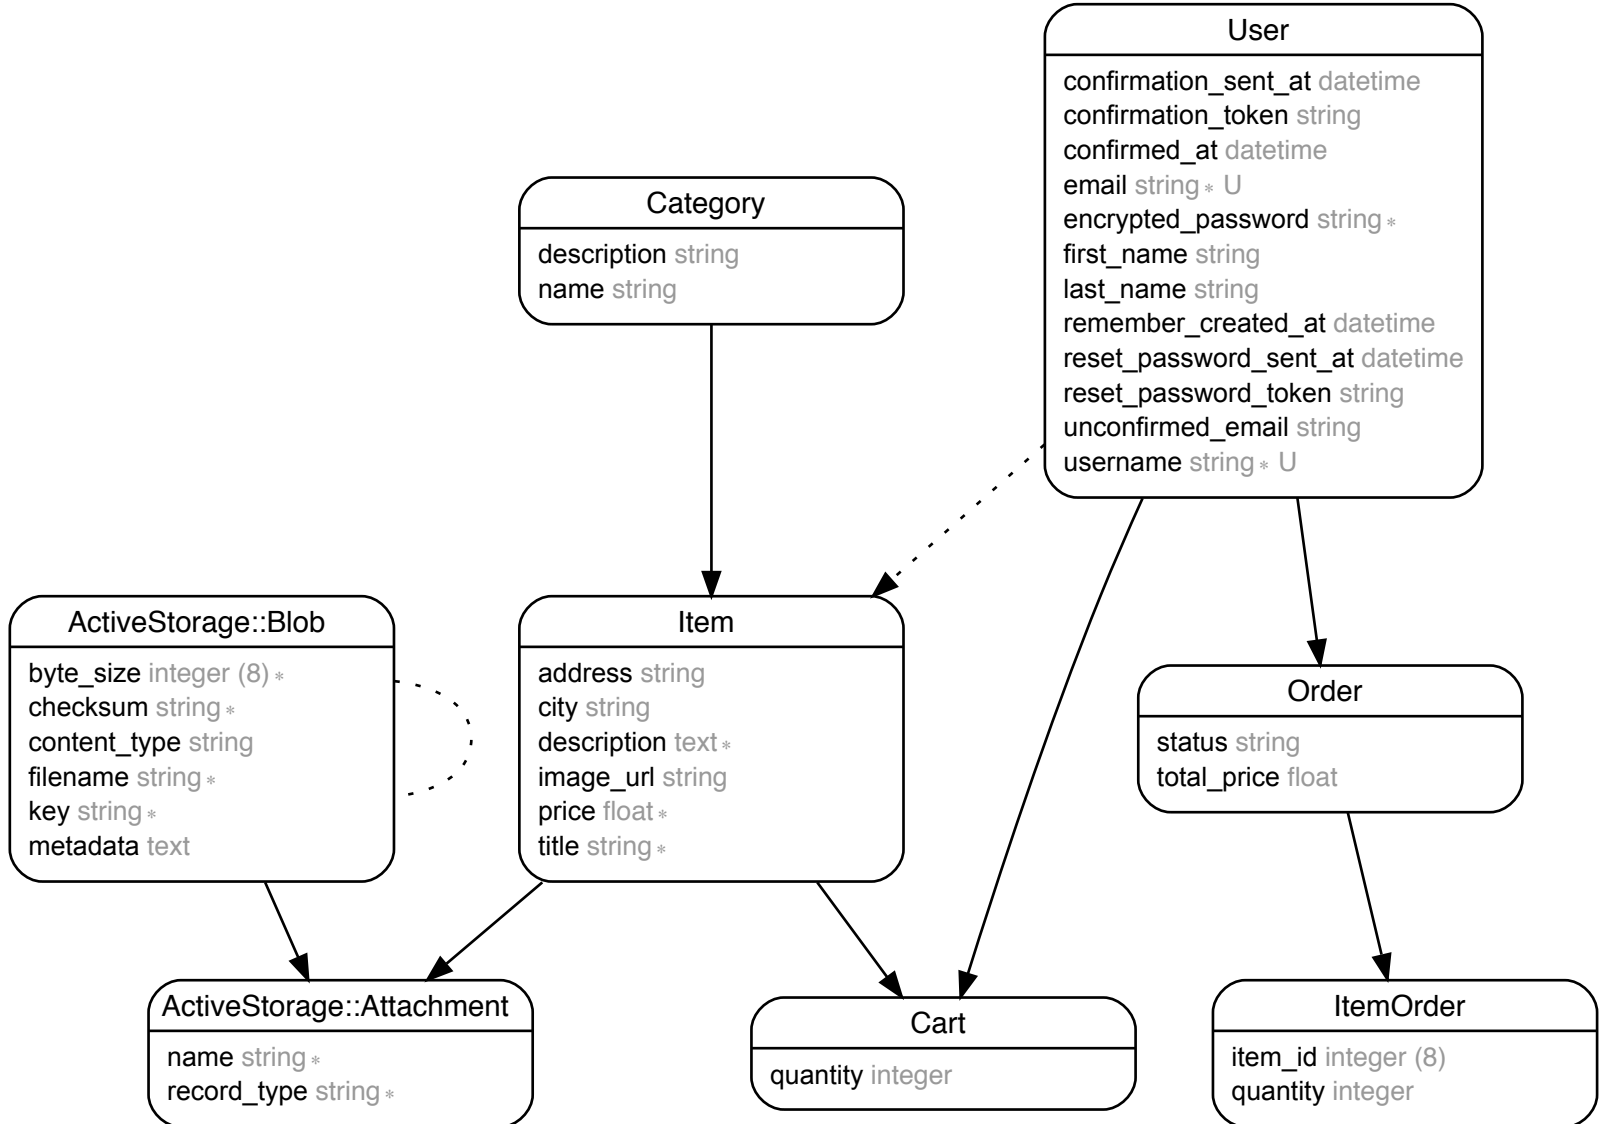 User
confirmation_sent_at datetime
confirmation_token string
confirmed_at datetime
email string * U
encrypted_password string *
first_name string
last_name string
remember_created_at datetime
reset_password_sent_at datetime
reset_password_token string
unconfirmed_email string
username string * U
Category
description string
name string
ActiveStorage::Blob
byte_size integer (8) *
checksum string *
content_type string
filename string *
key string *
metadata text
Item
address string
city string
description text *
image_url string
price float *
title string *
Order
status string
total_price float
ActiveStorage::Attachment
name string *
record_type string *
Cart
quantity integer
ItemOrder
item_id integer (8)
quantity integer